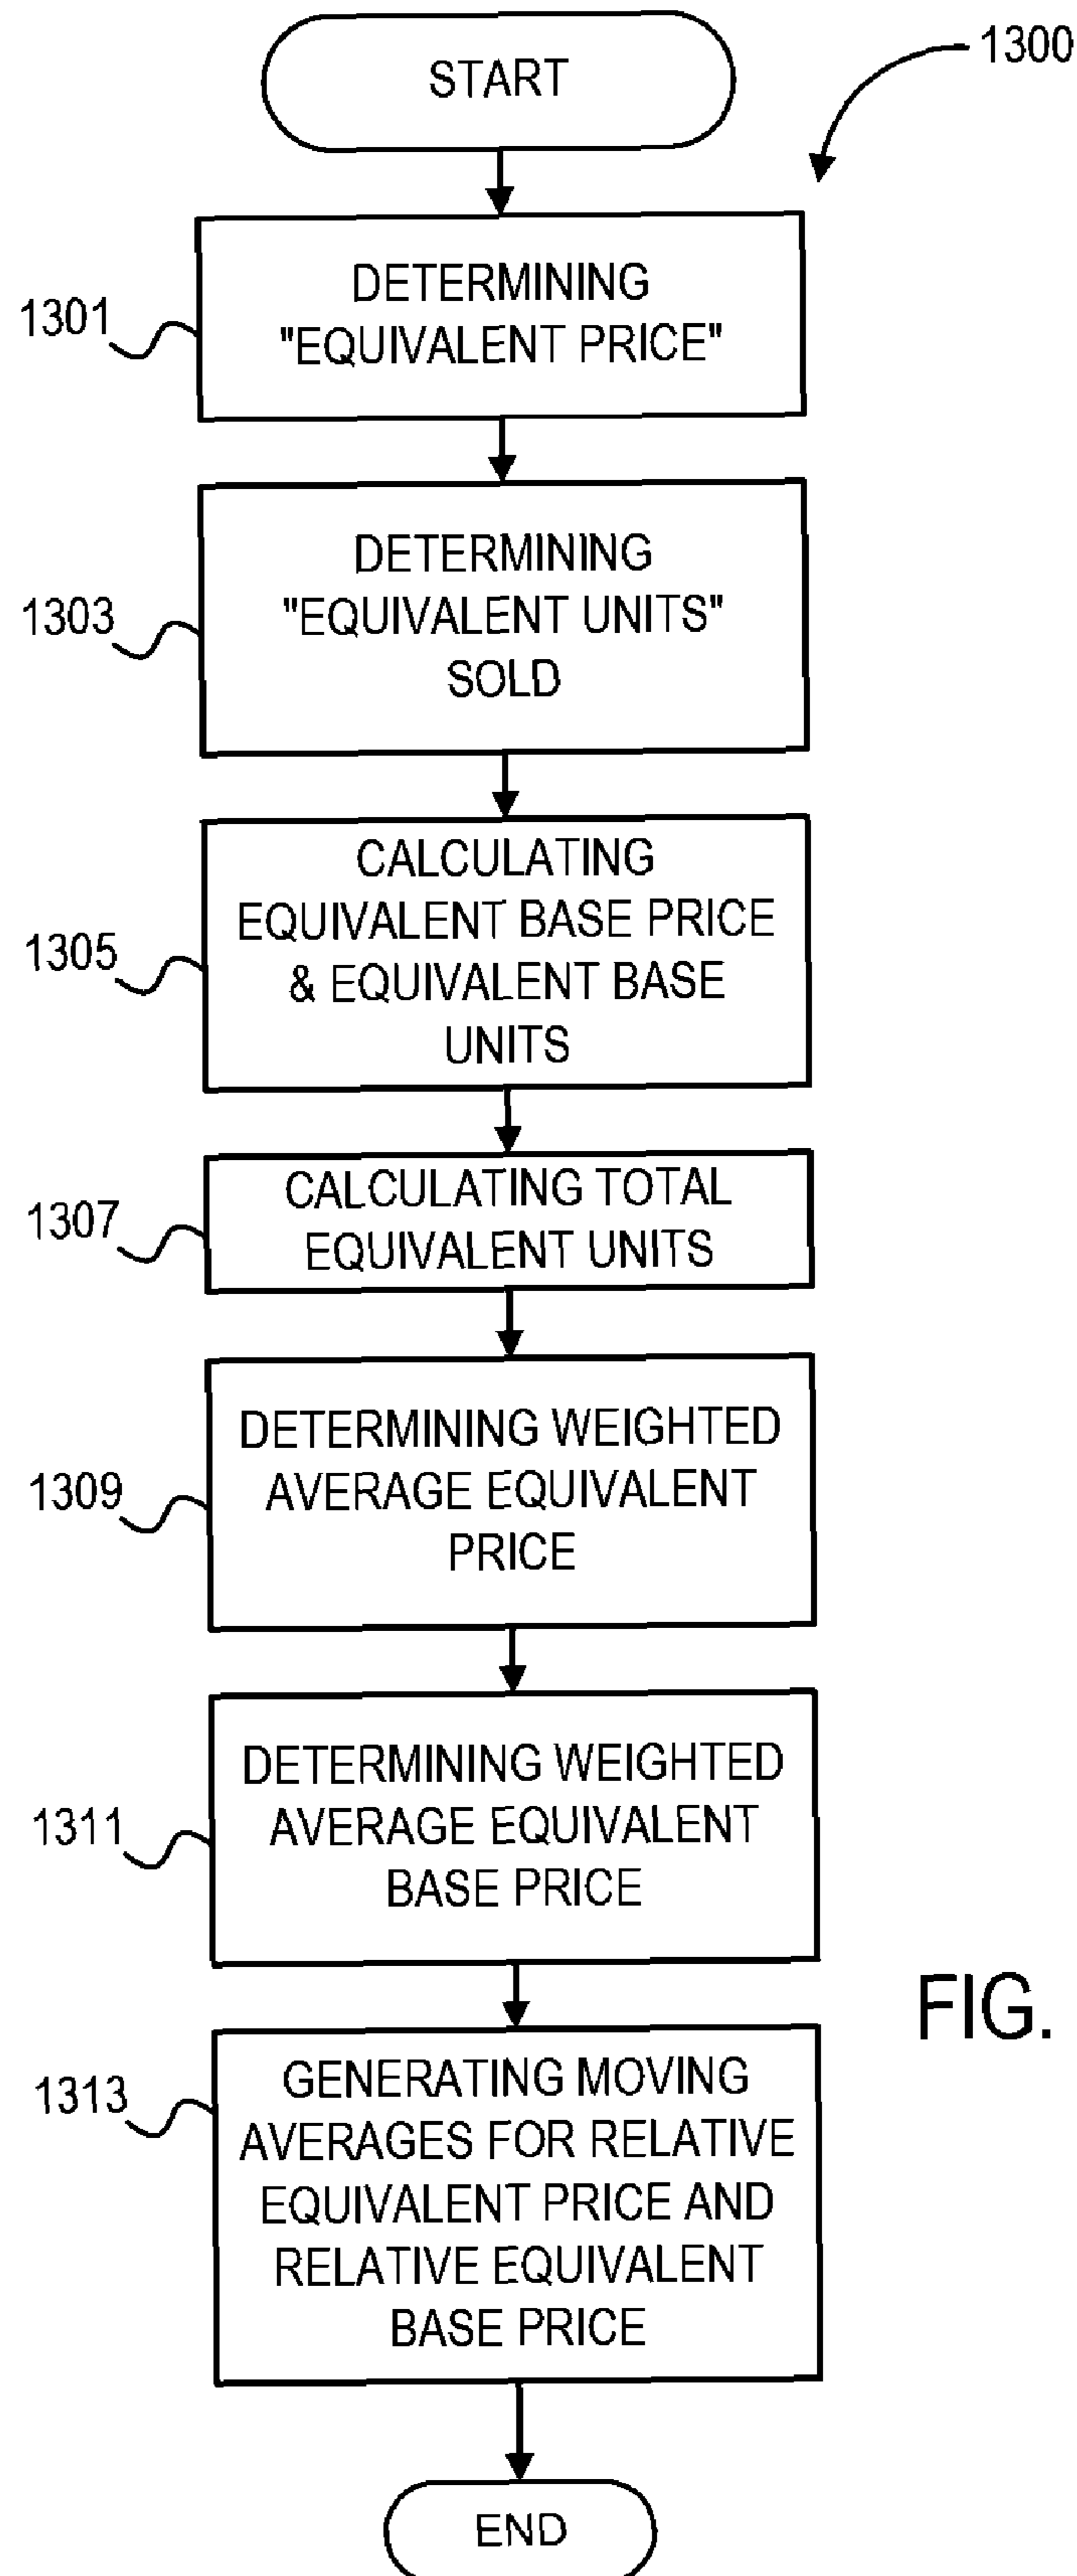 START
1300
1301
DETERMINING
"EQUIVALENT PRICE"
1303
DETERMINING
"EQUIVALENT UNITS"
SOLD
1305
CALCULATING
EQUIVALENT BASE PRICE
& EQUIVALENT BASE
UNITS
1307
CALCULATING TOTAL
EQUIVALENT UNITS
1309
DETERMINING WEIGHTED
AVERAGE EQUIVALENT
PRICE
1311
DETERMINING WEIGHTED
AVERAGE EQUIVALENT
BASE PRICE
FIG.
1313
GENERATING MOVING
AVERAGES FOR RELATIVE
EQUIVALENT PRICE AND
RELATIVE EQUIVALENT
BASE PRICE
END